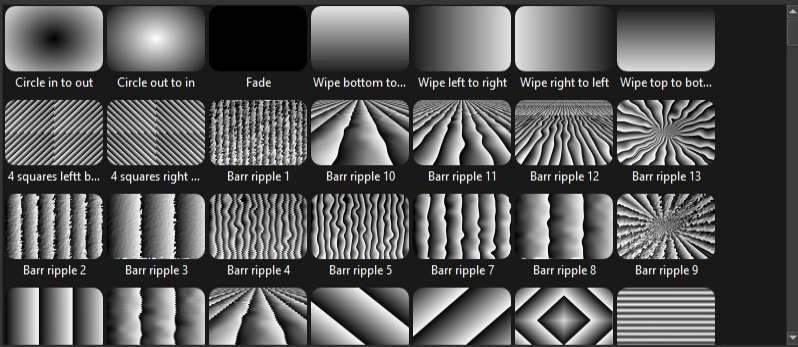 Circle in to out
Circle out to in
Fade
Wipe bottom to...
Wipe left to right
Wipe right to left
Wipe top to bot...
4 squares leftt b...
4 squares right ...
Barr ripple 1
Barr ripple 10
Barr ripple 11
Barr ripple 12
Barr ripple 13
Barr ripple 2
Barr ripple 3
Barr ripple 4
Barr ripple 5
Barr ripple 7
Barr ripple 8
Barr ripple 9